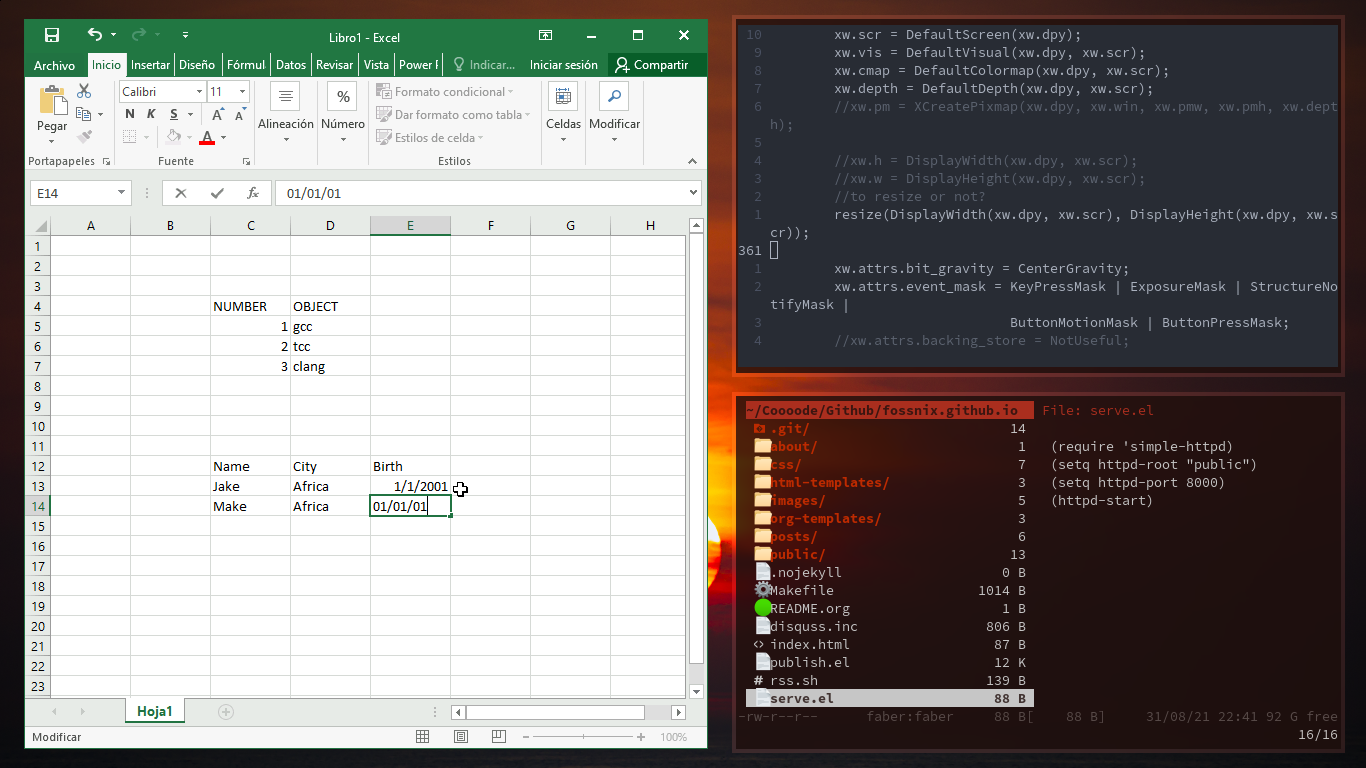 Libro1 - Excel
Archivo Inicio Insertar Diseño Fórmul Datos Revisar Vista Power I Indicar... Iniciar sesión Compartir
Pegar
Calibri 11
N K S A A
A
Alineación
%
Número
Formato condicional
Dar formato como tabla
Estilos de celda
Celdas
Modificar
Portapapeles Fuente Estilos
E14 fx 01/01/01
A B C D E F G H
1
2
3
4 NUMBER OBJECT
5 1 gcc
6 2 tcc
7 3 clang
8
9
10
11
12 Name City Birth
13 Jake Africa 1/1/2001
14 Make Africa 01/01/01
15
16
17
18
19
20
21
22
23
Hoja1
Modificar 100%
10 xw.scr = DefaultScreen(xw.dpy);
9 xw.vis = DefaultVisual(xw.dpy, xw.scr);
8 xw.cmap = DefaultColormap(xw.dpy, xw.scr);
7 xw.depth = DefaultDepth(xw.dpy, xw.scr);
6 //xw.pm = XCreatePixmap(xw.dpy, xw.win, xw.pmw, xw.pmh, xw.dept
h);
5
4 //xw.h = DisplayWidth(xw.dpy, xw.scr);
3 //xw.w = DisplayHeight(xw.dpy, xw.scr);
2 //to resize or not?
1 resize(DisplayWidth(xw.dpy, xw.scr), DisplayHeight(xw.dpy, xw.s
cr));
361
1 xw.attrs.bit_gravity = CenterGravity;
2 xw.attrs.event_mask = KeyPressMask | ExposureMask | StructureNo
tifyMask |
3 ButtonMotionMask | ButtonPressMask;
4 //xw.attrs.backing_store = NotUseful;
~/Coooode/Github/fossnix.github.io File: serve.el
.git/ 14
about/ 1 (require 'simple-httpd)
css/ 7 (setq httpd-root "public")
html-templates/ 3 (setq httpd-port 8000)
images/ 5 (httpd-start)
org-templates/ 3
posts/ 6
public/ 13
.nojekyll 0 B
Makefile 1014 B
README.org 1 B
disquss.inc 806 B
<> index.html 87 B
publish.el 12 K
# rss.sh 139 B
serve.el 88 B
-rw-r--r-- faber:faber 88 B[ 88 B] 31/08/21 22:41 92 G free
16/16